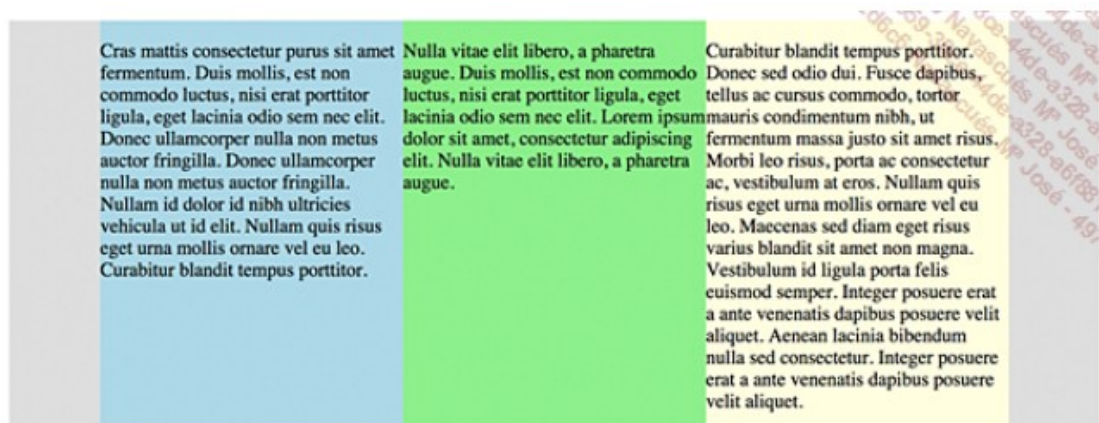 Cras mattis consectetur purus sit amet
fermentum. Duis mollis, est non
commodo luctus, nisi erat porttitor
ligula, eget lacinia odio sem nec elit.
Donec ullamcorper nulla non metus
auctor fringilla. Donec ullamcorper
nulla non metus auctor fringilla.
Nullam id dolor id nibh ultricies
vehicula ut id elit. Nullam quis risus
eget urna mollis ornare vel eu leo.
Curabitur blandit tempus porttitor.
Nulla vitae elit libero, a pharetra
augue. Duis mollis, est non commodo
luctus, nisi erat porttitor ligula, eget
lacinia odio sem nec elit. Lorem ipsum
dolor sit amet, consectetur adipiscing
elit. Nulla vitae elit libero, a pharetra
augue.
Curabitur blandit tempus porttitor.
Donec sed odio dui. Fusce dapibus,
tellus ac cursus commodo, tortor
mauris condimentum nibh, ut
fermentum massa justo sit amet risus.
Morbi leo risus, porta ac consectetur
ac, vestibulum at eros. Nullam quis
risus eget urna mollis ornare vel eu
leo. Maecenas sed diam eget risus
varius blandit sit amet non magna.
Vestibulum id ligula porta felis
euismod semper. Integer posuere erat
a ante venenatis dapibus posuere velit
aliquet. Aenean lacinia bibendum
nulla sed consectetur. Integer posuere
erat a ante venenatis dapibus posuere
velit aliquet.